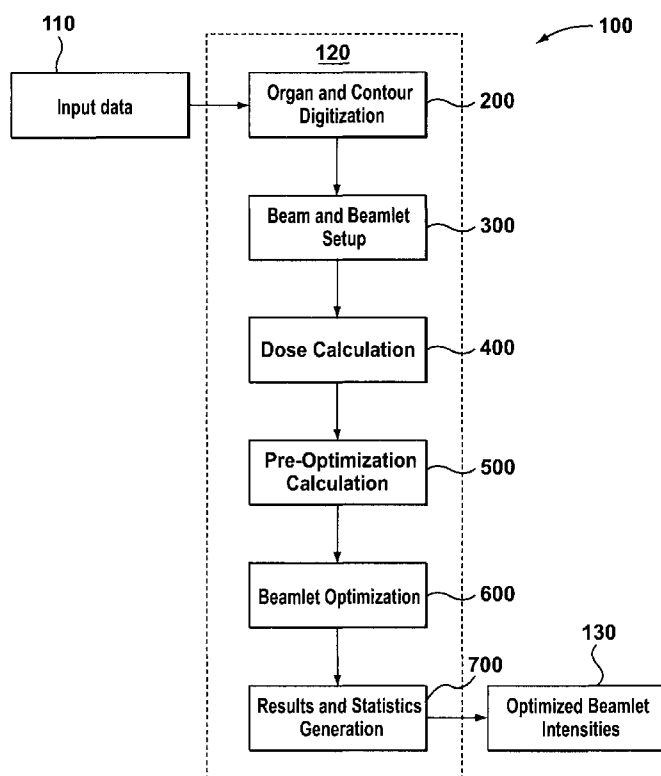 110
120
100
Input data
Organ and Contour
Digitization
200
Beam and Beamlet
Setup
300
Dose Calculation
400
Pre-Optimization
Calculation
500
Beamlet Optimization
600
700
130
Results and Statistics
Generation
Optimized Beamlet
Intensities